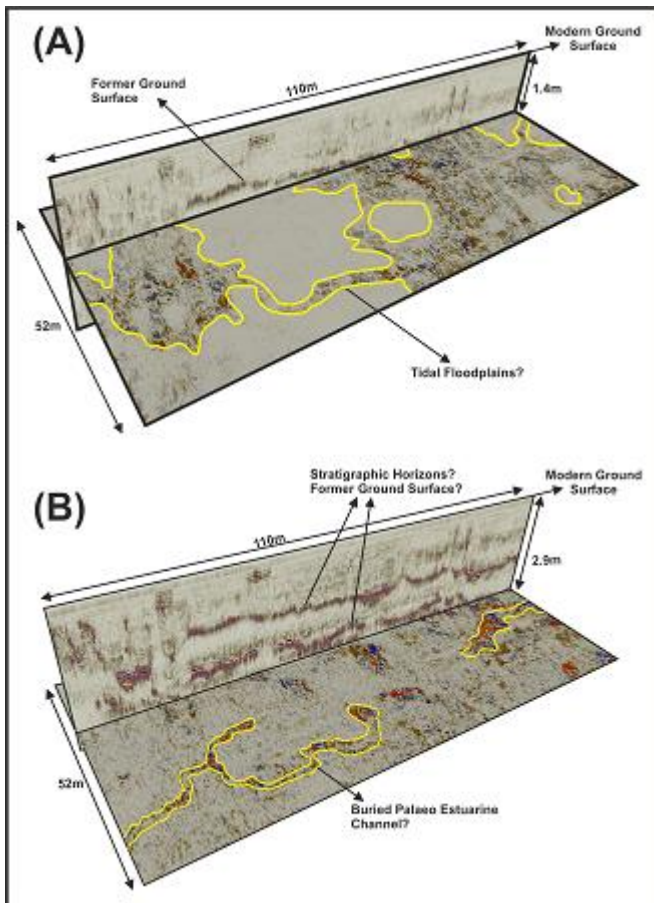 (A)
Modern Ground
Surface
Former Ground
Surface
110m
1.4m
52m
Tidal Floodplains?
(B)
Stratigraphic Horizons?
Former Ground Surface?
Modern Ground
Surface
110m
2.9m
52m
Buried Palaeo Estuarine
Channel?